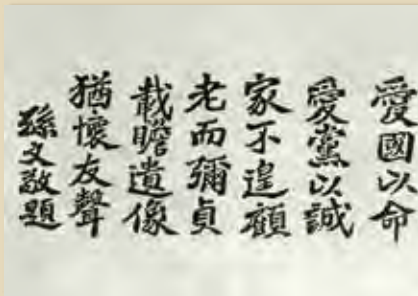 愛國以命
愛黨以誠
家不遑顧
老而彌貞
載瞻遺像
猶懷友聲
孫文敬題